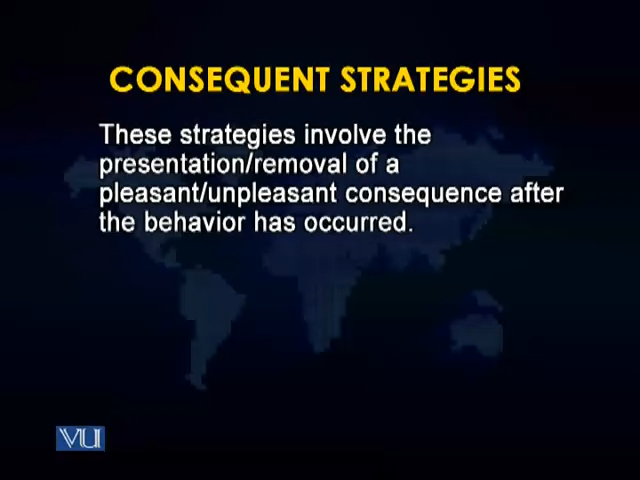 CONSEQUENT STRATEGIES
These strategies involve the
presentation/removal of a
pleasant/unpleasant consequence after
the behavior has occurred.
VU